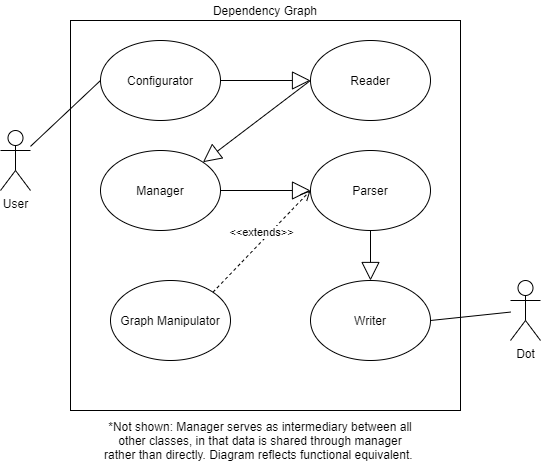 Dependency Graph
Configurator
Reader
User
Manager
Parser
<<extends>>
Graph Manipulator
Writer
Dot
*Not shown: Manager serves as intermediary between all
other classes, in that data is shared through manager
rather than directly. Diagram reflects functional equivalent.